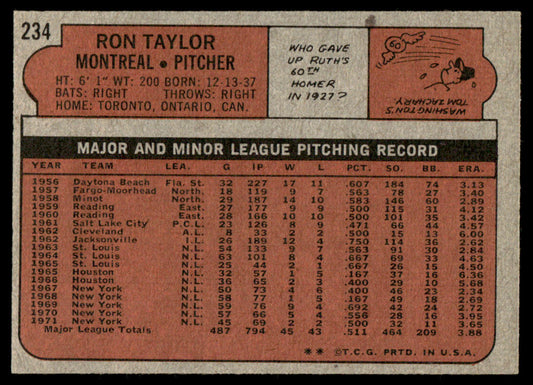 234
RON TAYLOR
MONTREAL • PITCHER
HT: 6' 1" WT: 200 BORN: 12-13-37
BATS: RIGHT THROWS: RIGHT
HOME: TORONTO, ONTARIO, CAN.
WHO GAVE
UP RUTH'S
60TH
HOMER
IN 1927?
60
WASHINGTON'S
TOM ZACHARY
MAJOR AND MINOR LEAGUE PITCHING RECORD
YEAR TEAM LEA. G IP W L PCT. SO. BB. ERA.
1956 Daytona Beach Fla. St. 32 227 17 11 .607 184 74 3.13
1957 Fargo-Moorhead North. 18 119 9 7 .563 78 78 3.40
1958 Minot North. 29 187 14 10 .583 146 60 2.89
1959 Reading East. 27 166 9 9 .500 115 31 4.12
1960 Reading East. 28 166 10 10 .500 101 35 3.42
1961 Salt Lake City P.C.L. 23 126 8 9 .471 66 44 4.57
1962 Cleveland A.L. 8 33 2 2 .500 15 13 6.00
1962 Jacksonville I.L. 26 189 12 4 .750 114 36 2.62
1963 St. Louis N.L. 54 133 9 7 .563 91 30 2.84
1964 St. Louis N.L. 63 101 8 4 .667 69 33 4.63
1965 St. Louis N.L. 25 44 2 1 .667 26 15 4.50
1965 Houston N.L. 32 57 1 5 .167 37 16 6.36
1966 Houston N.L. 36 65 2 3 .400 29 10 5.68
1967 New York N.L. 50 73 4 6 .400 46 23 2.34
1968 New York N.L. 58 77 1 5 .167 49 18 2.69
1969 New York N.L. 59 76 9 4 .692 42 24 2.72
1970 New York N.L. 57 66 5 4 .556 28 16 3.95
1971 New York N.L. 45 69 2 2 .500 32 11 3.65
Major League Totals 487 794 45 43 .511 464 209 3.88
** ©T.C.G. PRTD. IN U.S.A.